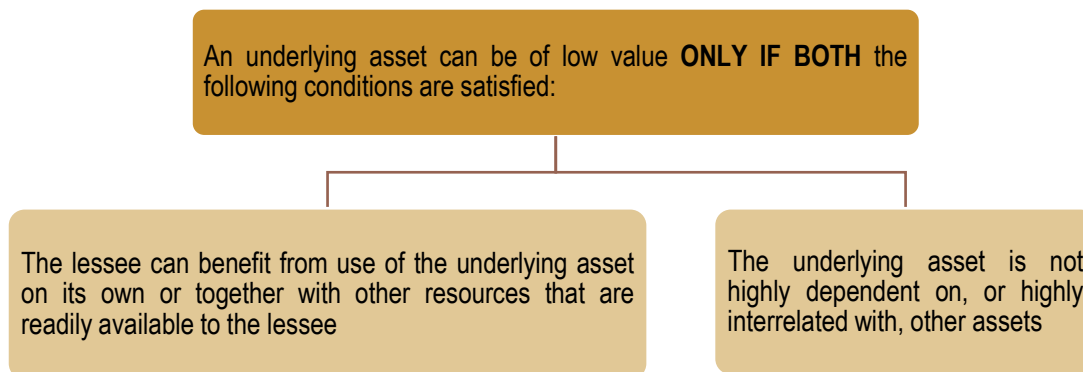 An underlying asset can be of low value ONLY IF BOTH the
following conditions are satisfied:
The lessee can benefit from use of the underlying asset
on its own or together with other resources that are
readily available to the lessee
The underlying asset is not
highly dependent on, or highly
interrelated with, other assets